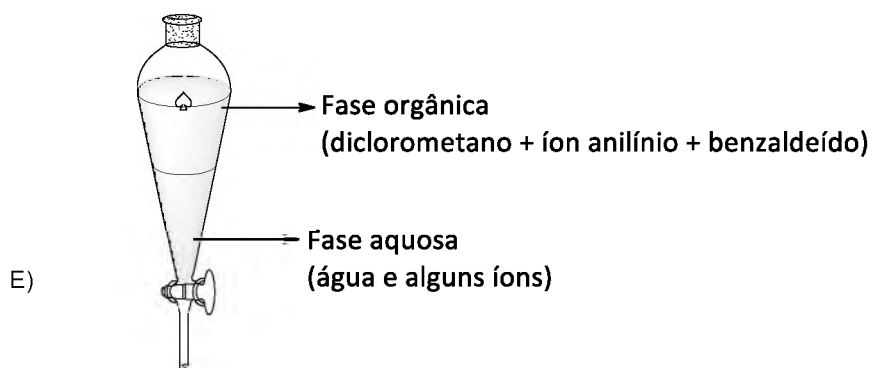 Fase orgânica
(diclorometano + íon anilínio + benzaldeído)
Fase aquosa
(água e alguns íons)
E)